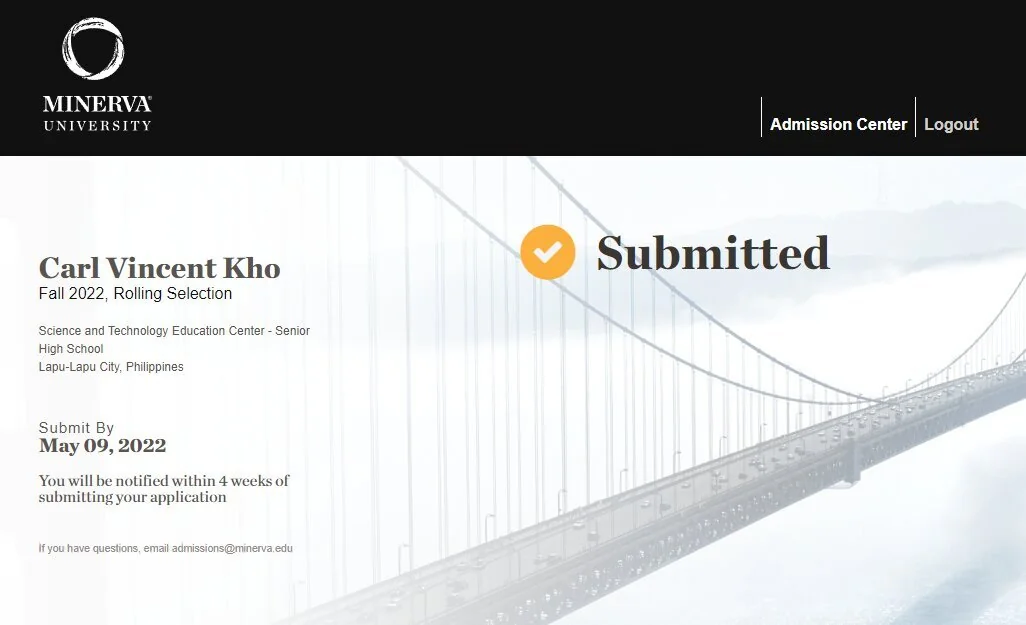 MINERVA
UNIVERSITY
Admission Center
Logout
Submitted
Carl Vincent Kho
Fall 2022, Rolling Selection
Science and Technology Education Center - Senior
High School
Lapu-Lapu City, Philippines
Submit By
May 09, 2022
You will be notified within 4 weeks of
submitting your application
If you have questions, email admissions@minerva.edu